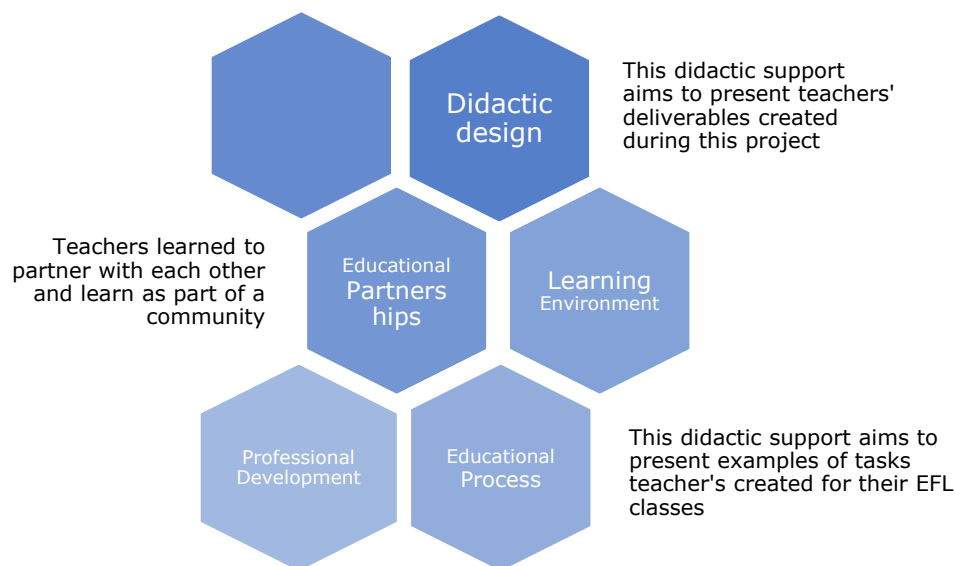 Didactic
design
This didactic support
aims to present teachers'
deliverables created
during this project
Teachers learned to
partner with each other
and learn as part of a
community
Educational
Partners
hips
Learning
Environment
Professional
Development
Educational
Process
This didactic support aims to
present examples of tasks
teacher's created for their EFL
classes